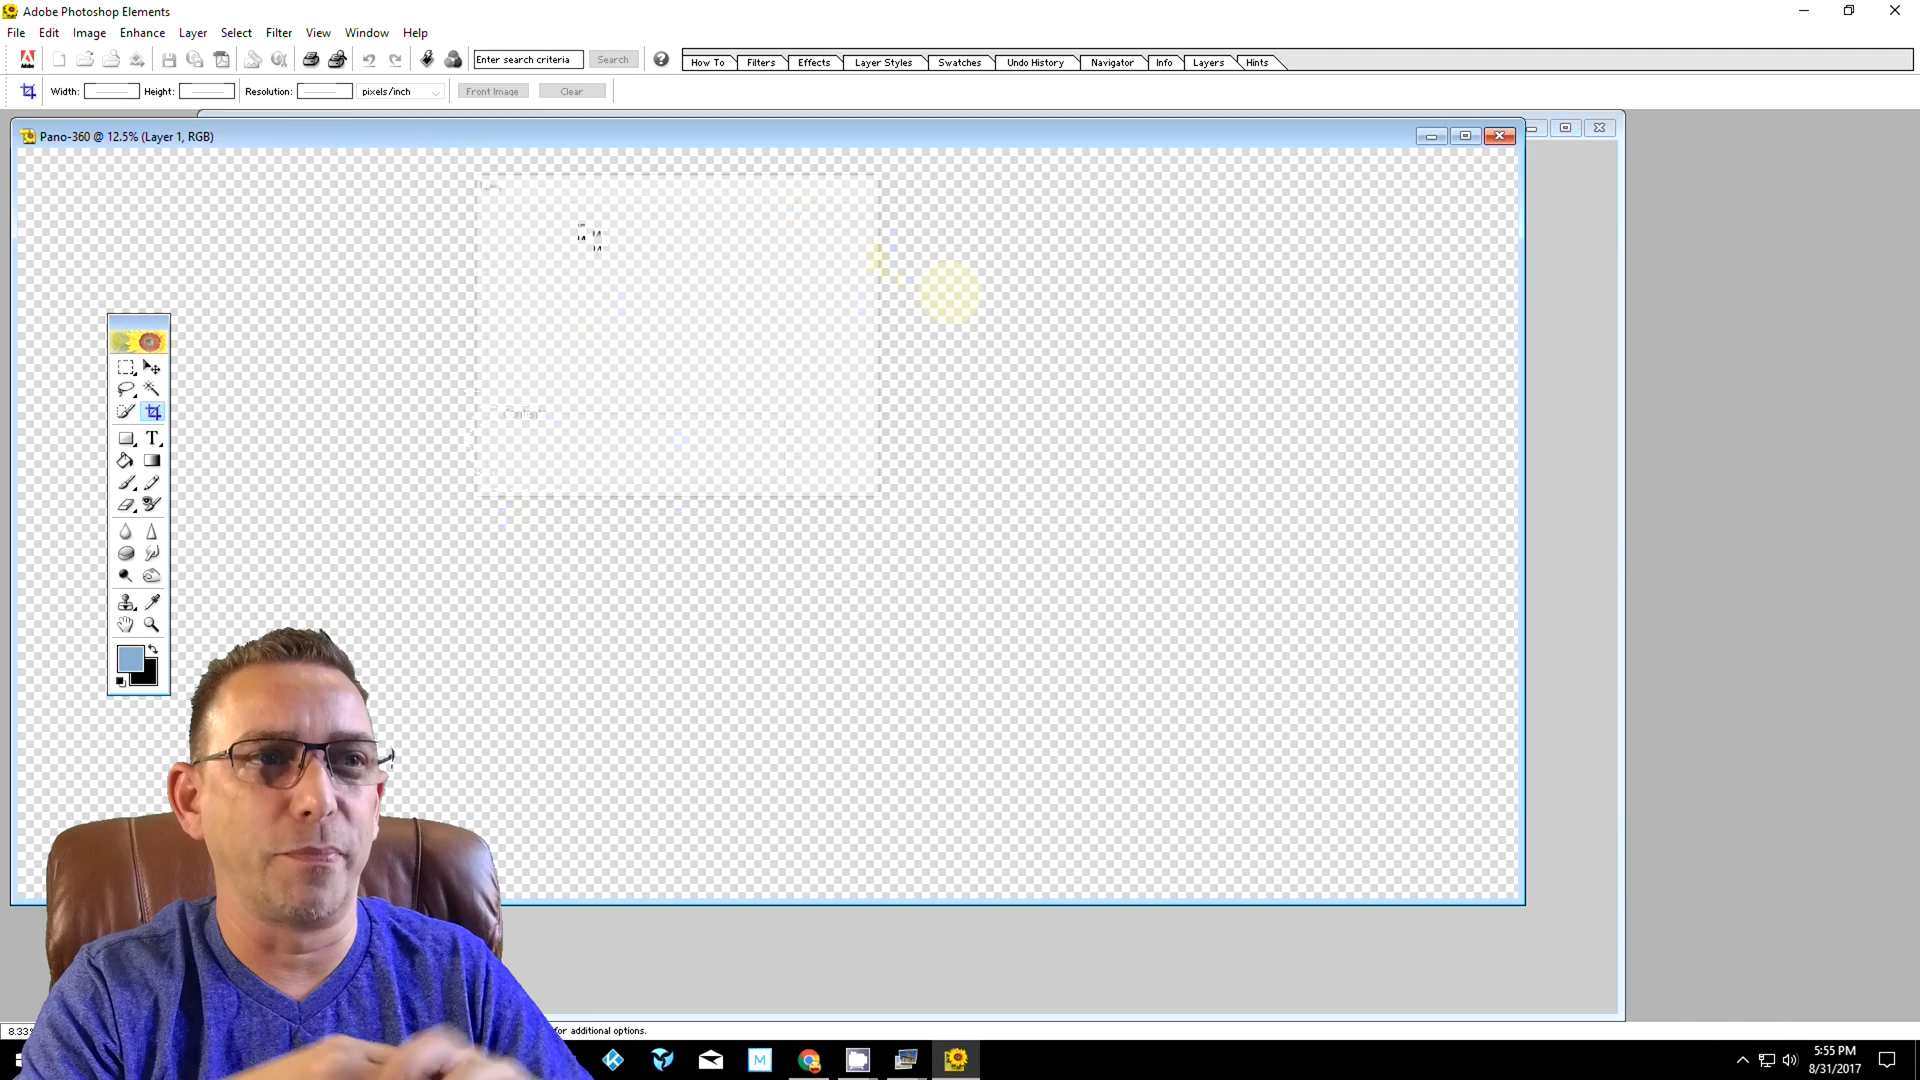 Adobe Photoshop Elements
File Edit Image Enhance Layer Select Filter View Window Help
Enter search criteria Search How To Filters Effects Layer Styles Swatches Undo History Navigator Info Layers Hints
Width: Height: Resolution: pixels/inch Front Image Clear
Pano-360 @ 12.5% (Layer 1, RGB)
Contents
T
for additional options.
M
5:55 PM
8/31/2017